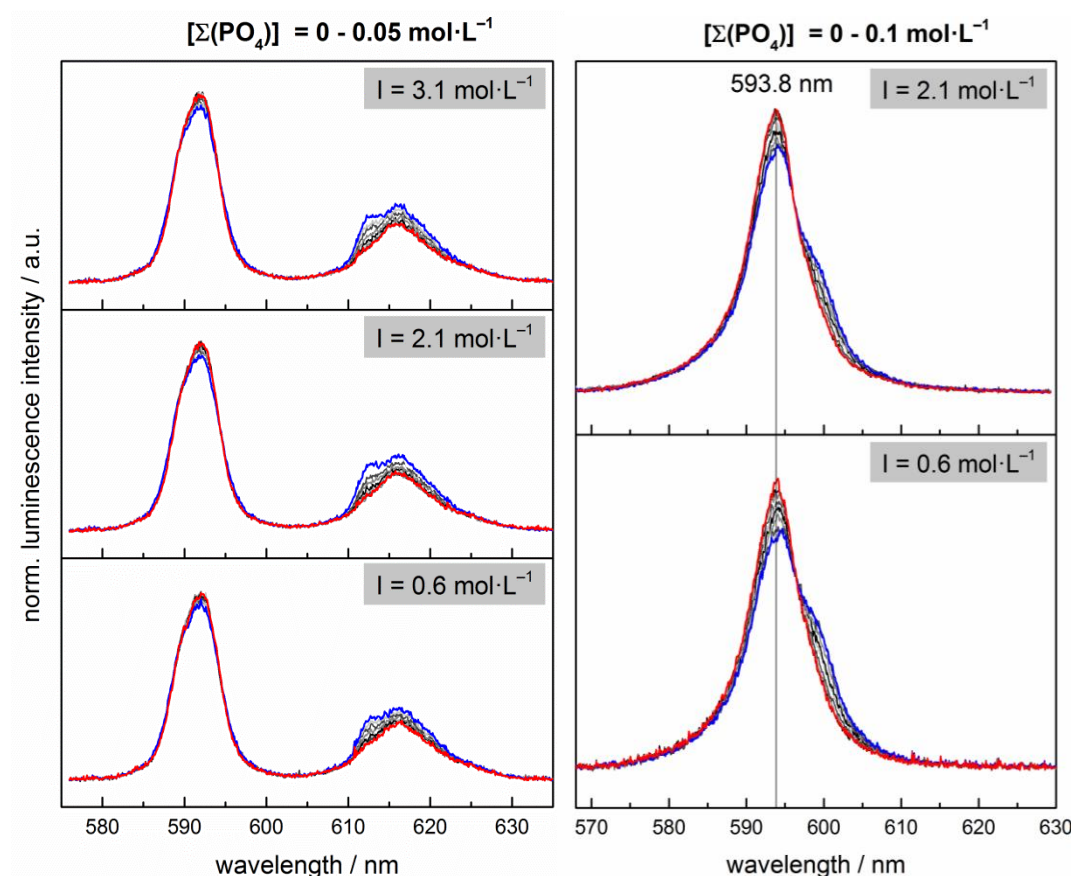 [Σ(PO₄)] = 0 - 0.05 mol·L⁻¹
I = 3.1 mol·L⁻¹
I = 2.1 mol·L⁻¹
I = 0.6 mol·L⁻¹
norm. luminescence intensity / a.u.
580 590 600 610 620 630
wavelength / nm
[Σ(PO₄)] = 0 - 0.1 mol·L⁻¹
593.8 nm
I = 2.1 mol·L⁻¹
I = 0.6 mol·L⁻¹
570 580 590 600 610 620 630
wavelength / nm